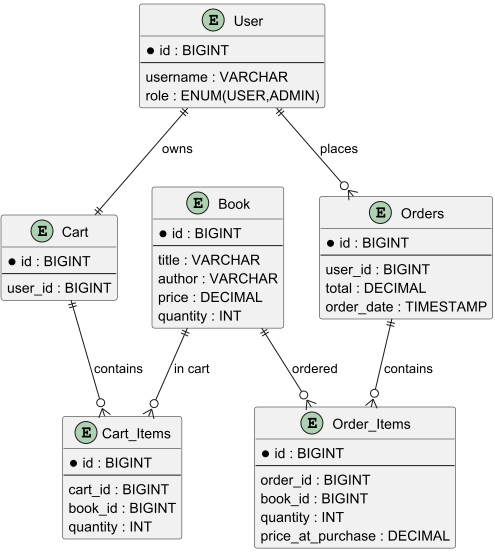 E User
● id : BIGINT
username : VARCHAR
role : ENUM(USER,ADMIN)
owns
places
E Cart
● id : BIGINT
user_id : BIGINT
E Book
● id : BIGINT
title : VARCHAR
author : VARCHAR
price : DECIMAL
quantity : INT
E Orders
● id : BIGINT
user_id : BIGINT
total : DECIMAL
order_date : TIMESTAMP
contains
in cart
ordered
contains
E Cart_Items
● id : BIGINT
cart_id : BIGINT
book_id : BIGINT
quantity : INT
E Order_Items
● id : BIGINT
order_id : BIGINT
book_id : BIGINT
quantity : INT
price_at_purchase : DECIMAL